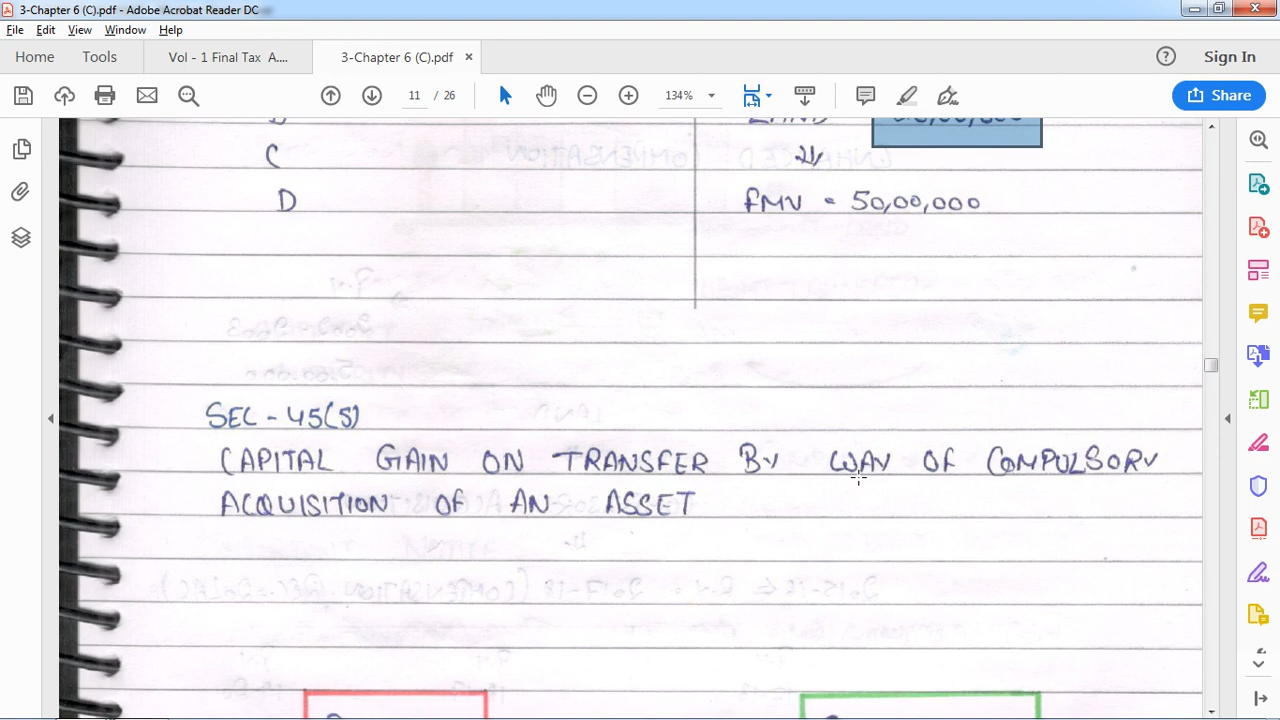 3-Chapter 6 (C).pdf - Adobe Acrobat Reader DC
File Edit View Window Help
Home Tools Vol - 1 Final Tax A.... 3-Chapter 6 (C).pdf × Sign In
11 / 26 134% Share
C
D FMV = 50,00,000
SEC - 45(5)
CAPITAL GAIN ON TRANSFER BY WAY OF COMPULSORY
ACQUISITION OF AN ASSET